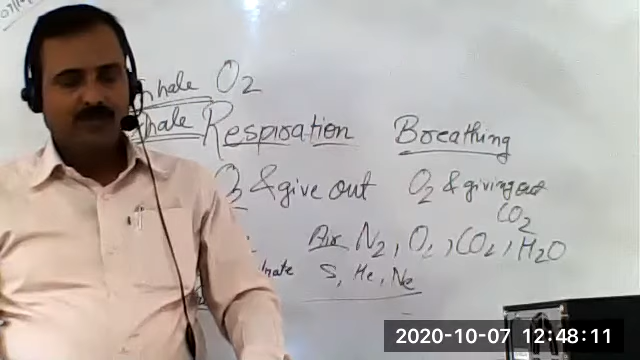 Inhale O2
Respiration Breathing
O2 & give out O2 & giving out
CO2
Air N2, O2, CO2, H2O
S, He, Ne
2020-10-07 12:48:11